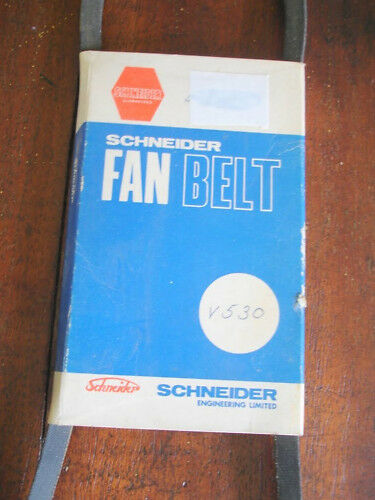 SCHNEIDER
SCHNEIDER
FAN BELT
V530
Schneider
SCHNEIDER
ENGINEERING LIMITED